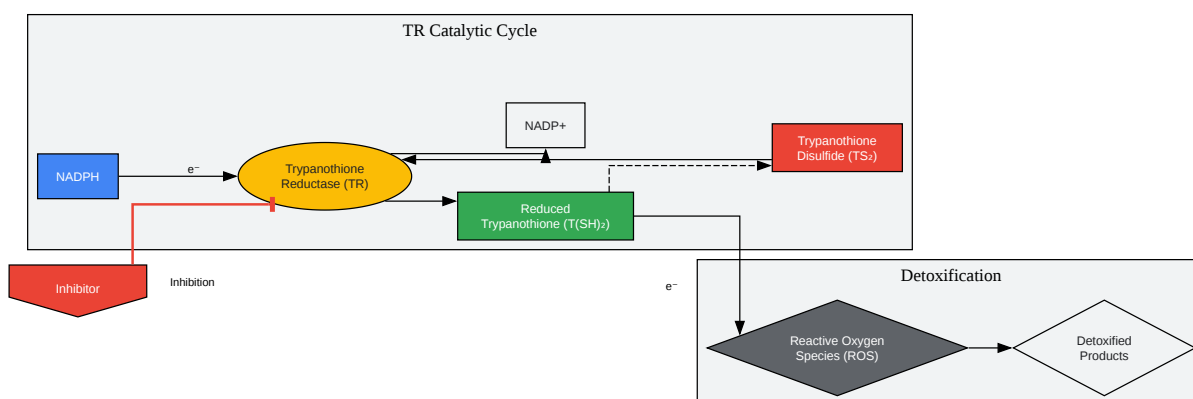 TR Catalytic Cycle
NADP+
Trypanothione
Disulfide (TS₂)
NADPH
e⁻
Trypanothione
Reductase (TR)
Reduced
Trypanothione (T(SH)₂)
Inhibitor
Inhibition
e⁻
Detoxification
Reactive Oxygen
Species (ROS)
Detoxified
Products